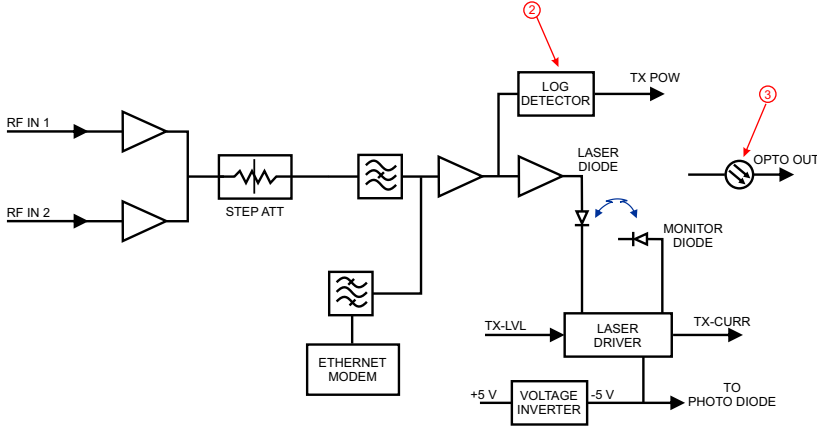 2
LOG
DETECTOR
TX POW
3
RF IN 1
LASER
DIODE
OPTO OUT
STEP ATT
RF IN 2
MONITOR
DIODE
TX-LVL
LASER
DRIVER
TX-CURR
ETHERNET
MODEM
+5 V
VOLTAGE
INVERTER
-5 V
TO
PHOTO DIODE